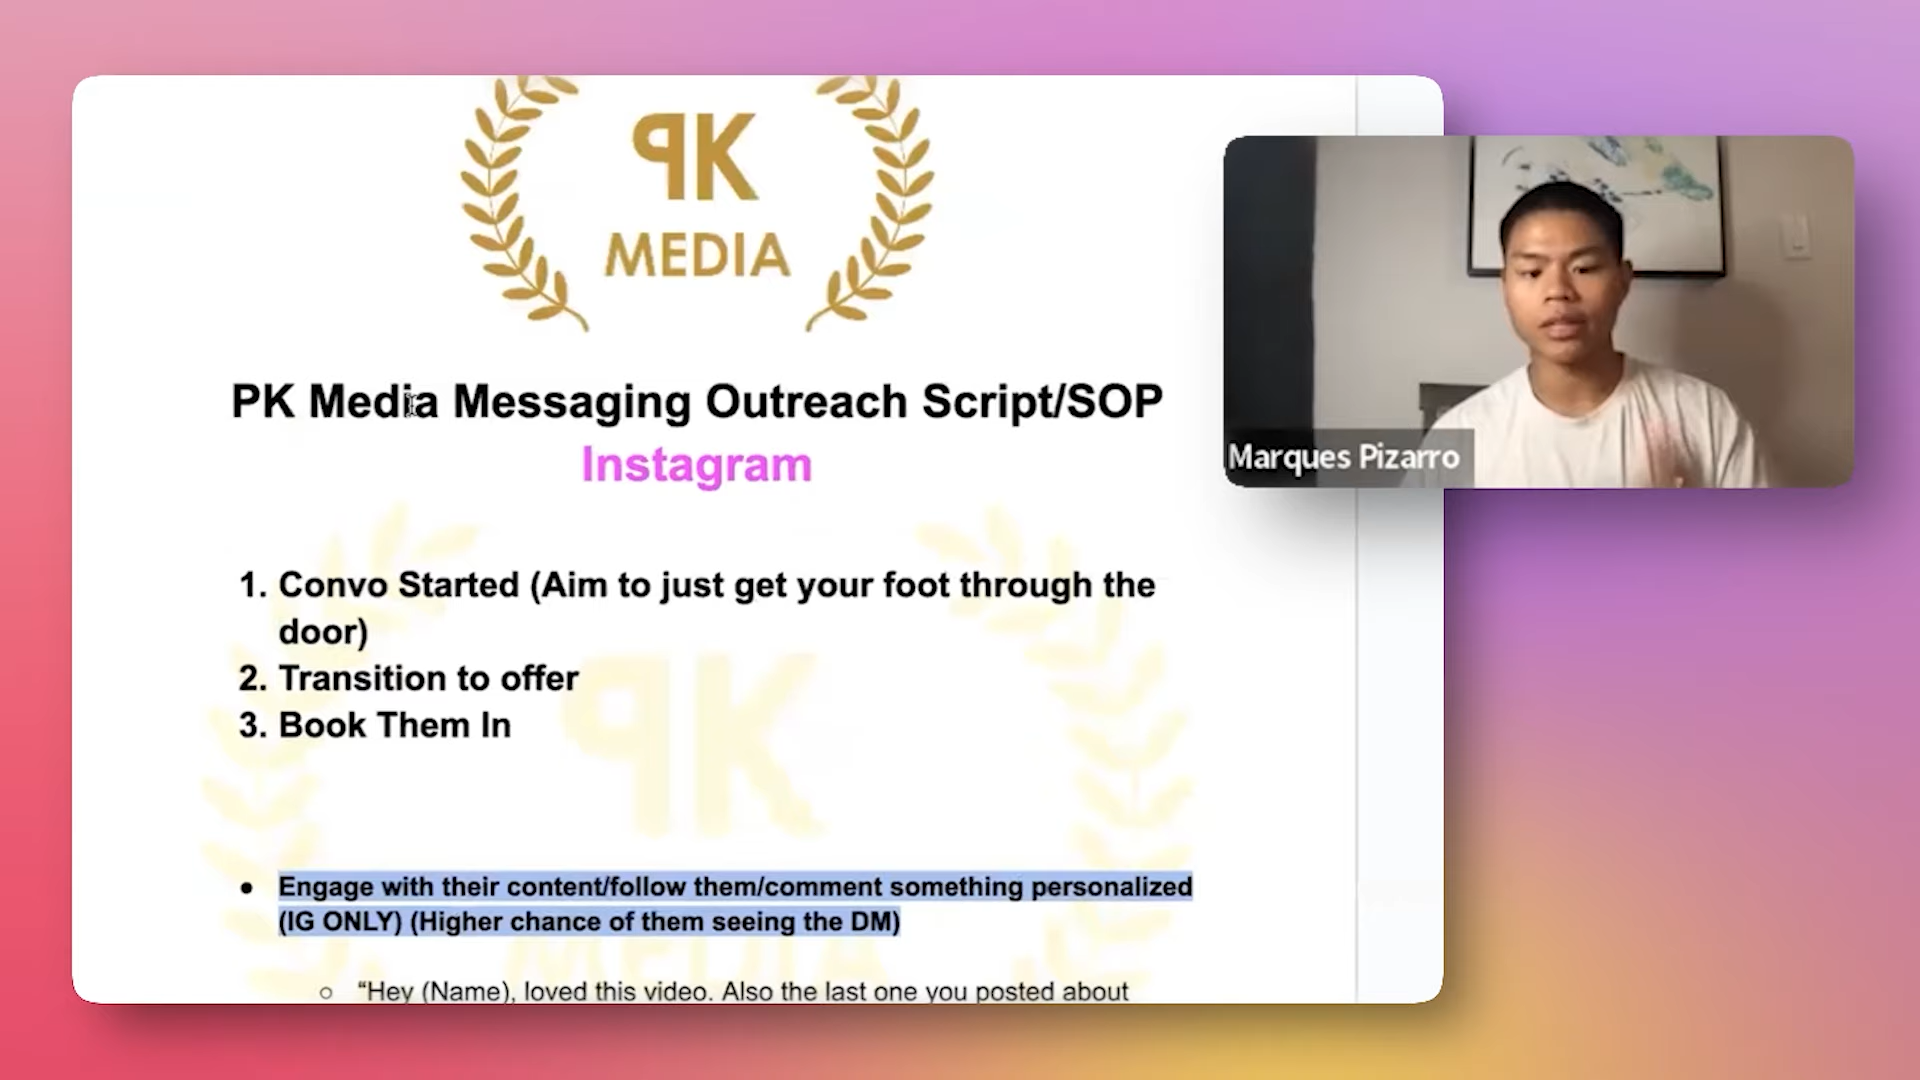 PK
MEDIA
PK Media Messaging Outreach Script/SOP
Instagram
1. Convo Started (Aim to just get your foot through the
door)
2. Transition to offer
3. Book Them In
PK
MEDIA
• Engage with their content/follow them/comment something personalized
(IG ONLY) (Higher chance of them seeing the DM)
○ “Hey (Name), loved this video. Also the last one you posted about
Marques Pizarro